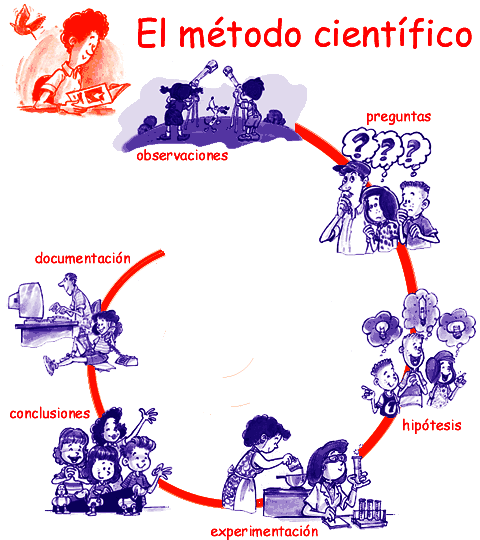 El método científico
observaciones
preguntas
? ? ?
hipótesis
experimentación
conclusiones
documentación